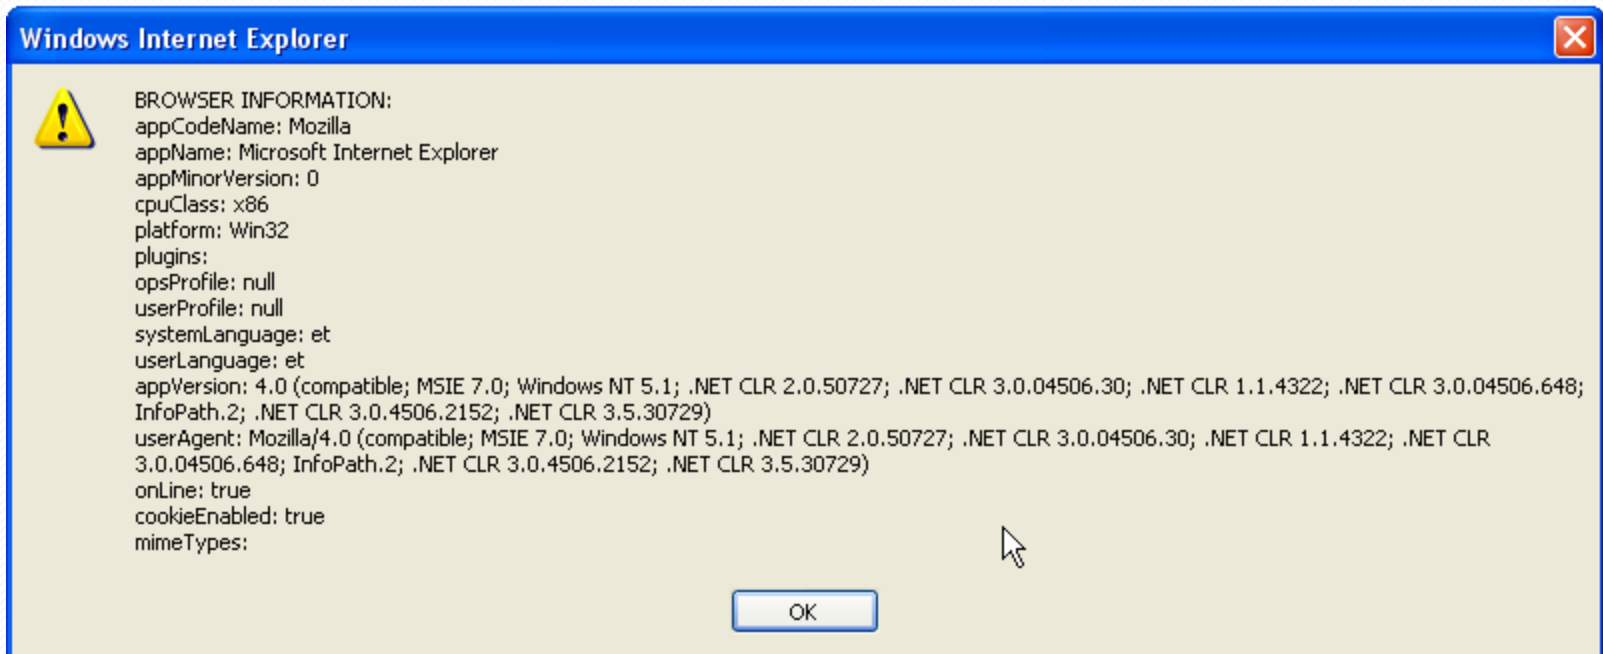 Windows Internet Explorer
BROWSER INFORMATION:
appCodeName: Mozilla
appName: Microsoft Internet Explorer
appMinorVersion: 0
cpuClass: x86
platform: Win32
plugins:
opsProfile: null
userProfile: null
systemLanguage: et
userLanguage: et
appVersion: 4.0 (compatible; MSIE 7.0; Windows NT 5.1; .NET CLR 2.0.50727; .NET CLR 3.0.04506.30; .NET CLR 1.1.4322; .NET CLR 3.0.04506.648;
InfoPath.2; .NET CLR 3.0.4506.2152; .NET CLR 3.5.30729)
userAgent: Mozilla/4.0 (compatible; MSIE 7.0; Windows NT 5.1; .NET CLR 2.0.50727; .NET CLR 3.0.04506.30; .NET CLR 1.1.4322; .NET CLR
3.0.04506.648; InfoPath.2; .NET CLR 3.0.4506.2152; .NET CLR 3.5.30729)
onLine: true
cookieEnabled: true
mimeTypes:
OK